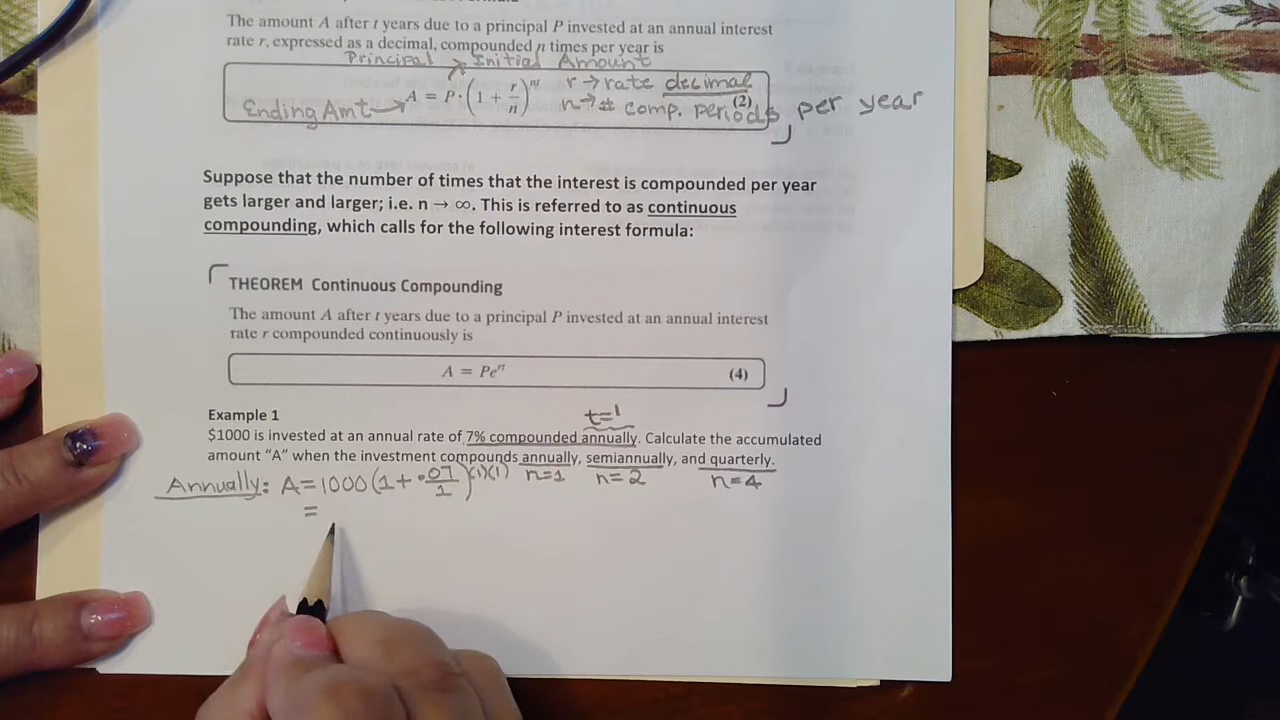 The amount A after t years due to a principal P invested at an annual interest
rate r, expressed as a decimal, compounded n times per year is
Principal → Initial Amount
A = P·(1 + r/n)^nt r → rate decimal
Ending Amt → n → # comp. periods per year
(2)
Suppose that the number of times that the interest is compounded per year
gets larger and larger; i.e. n → ∞. This is referred to as continuous
compounding, which calls for the following interest formula:
THEOREM Continuous Compounding
The amount A after t years due to a principal P invested at an annual interest
rate r compounded continuously is
A = Pe^rt (4)
Example 1
t=1
$1000 is invested at an annual rate of 7% compounded annually. Calculate the accumulated
amount “A” when the investment compounds annually, semiannually, and quarterly.
Annually: A=1000(1+.07/1)^(1)(1) n=1 n=2 n=4
=